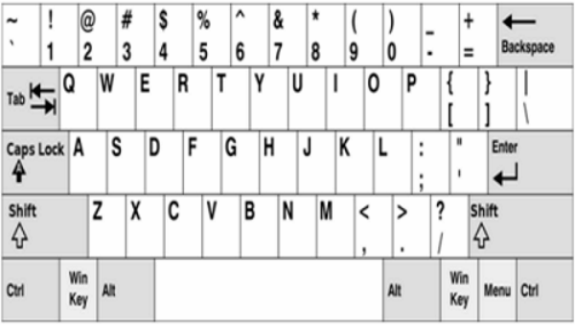 ~ ! @ # $ % ^ & * ( ) _ +
` 1 2 3 4 5 6 7 8 9 0 - = Backspace
Tab Q W E R T Y U I O P { } |
[ ] \
Caps Lock A S D F G H J K L : " Enter
; '
Shift Z X C V B N M < > ? Shift
, . /
Ctrl Win Key Alt Alt Win Key Menu Ctrl